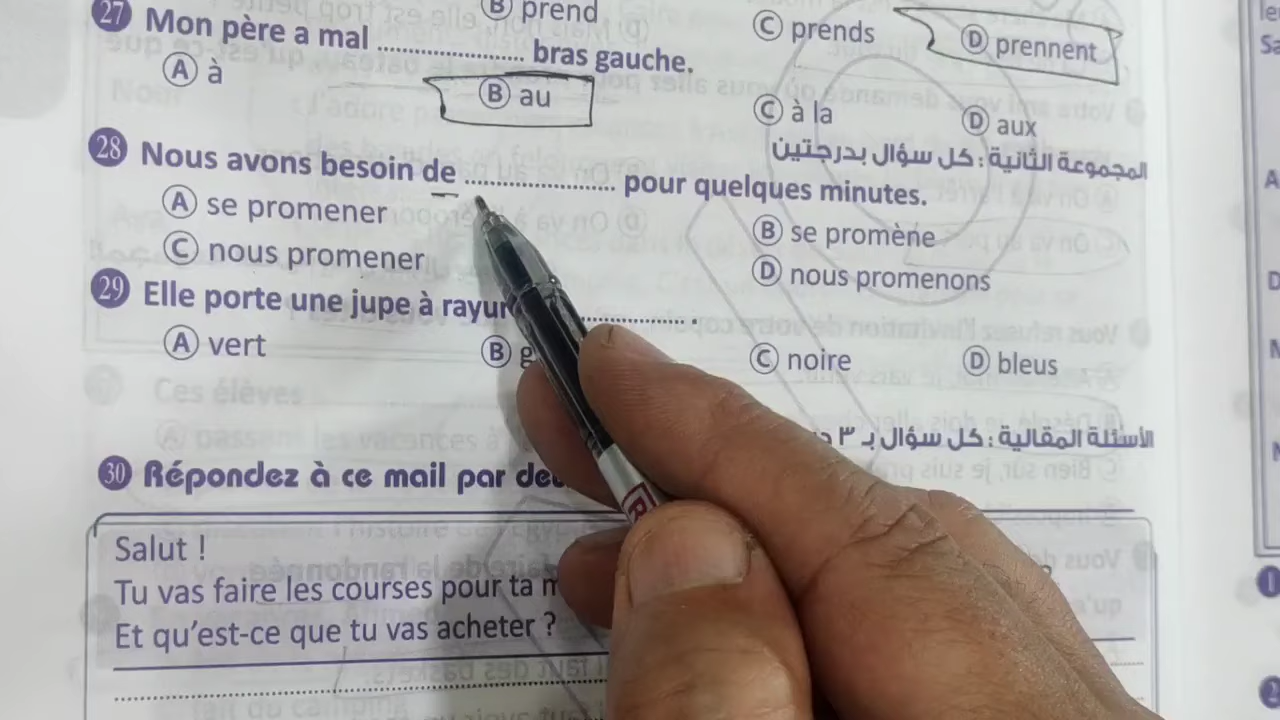 B prend
C prends
D prennent
27 Mon père a mal .................... bras gauche.
A à
B au
C à la
D aux
المجموعة الثانية : كل سؤال بدرجتين
28 Nous avons besoin de .................... pour quelques minutes.
A se promener
B se promène
C nous promener
D nous promenons
29 Elle porte une jupe à .................... .
A vert
B
C noire
D bleus
الأسئلة المقالية : كل سؤال بـ ٣
30 Répondez à ce mail par
Salut !
Tu vas faire les courses pour ta
Et qu'est-ce que tu vas acheter ?